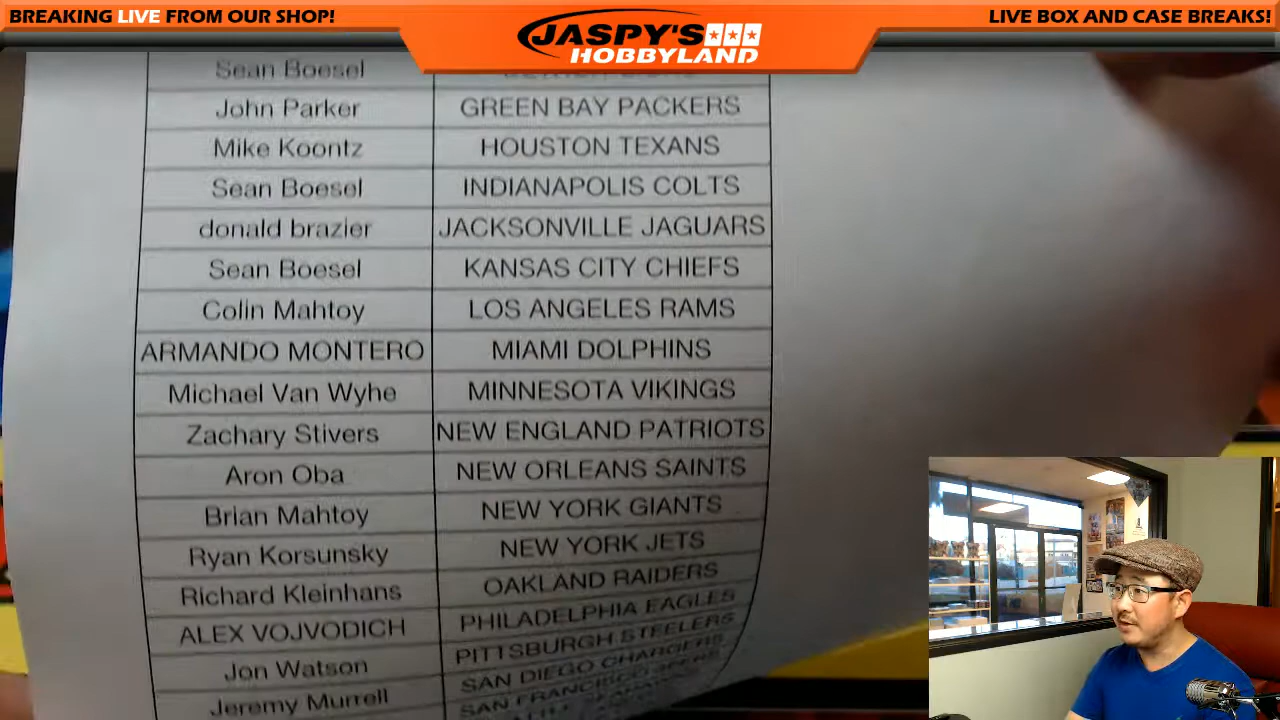 BREAKING LIVE FROM OUR SHOP!
JASPY'S
HOBBYLAND
LIVE BOX AND CASE BREAKS!
Sean Boesel
John Parker GREEN BAY PACKERS
Mike Koontz HOUSTON TEXANS
Sean Boesel INDIANAPOLIS COLTS
donald brazier JACKSONVILLE JAGUARS
Sean Boesel KANSAS CITY CHIEFS
Colin Mahtoy LOS ANGELES RAMS
ARMANDO MONTERO MIAMI DOLPHINS
Michael Van Wyhe MINNESOTA VIKINGS
Zachary Stivers NEW ENGLAND PATRIOTS
Aron Oba NEW ORLEANS SAINTS
Brian Mahtoy NEW YORK GIANTS
Ryan Korsunsky NEW YORK JETS
Richard Kleinhans OAKLAND RAIDERS
ALEX VOJVODICH PHILADELPHIA EAGLES
Jon Watson PITTSBURGH STEELERS
Jeremy Murrell SAN DIEGO CHARGERS
SAN FRANCISCO